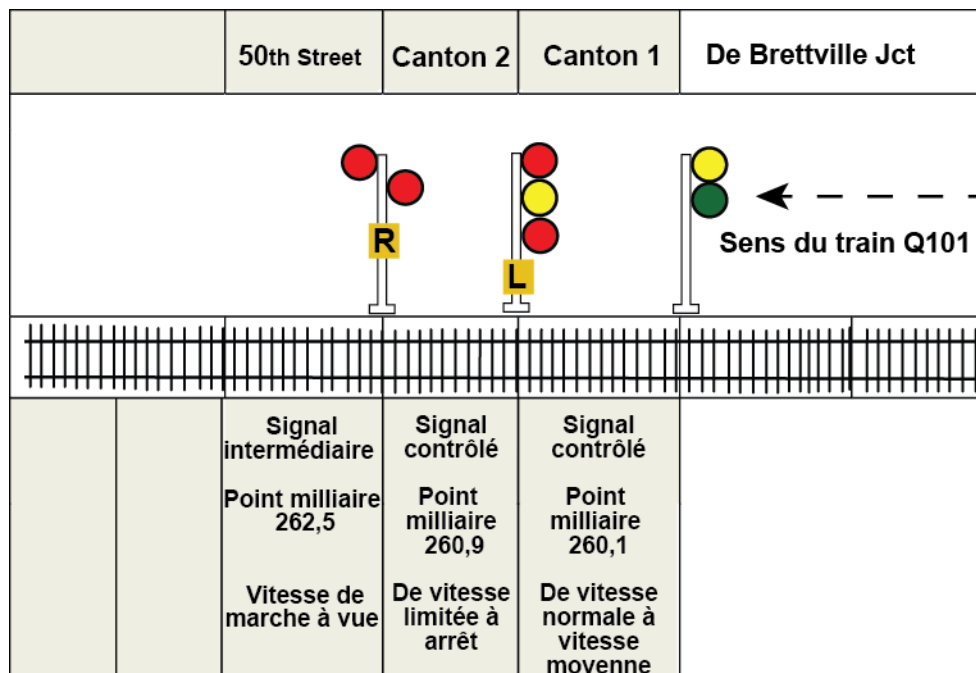 50th Street
Canton 2
Canton 1
De Brettville Jct
R
L
Sens du train Q101
Signal
intermédiaire
Point milliaire
262,5
Vitesse de
marche à vue
Signal
contrôlé
Point
milliaire
260,9
De vitesse
limitée à
arrêt
Signal
contrôlé
Point
milliaire
260,1
De vitesse
normale à
vitesse
moyenne